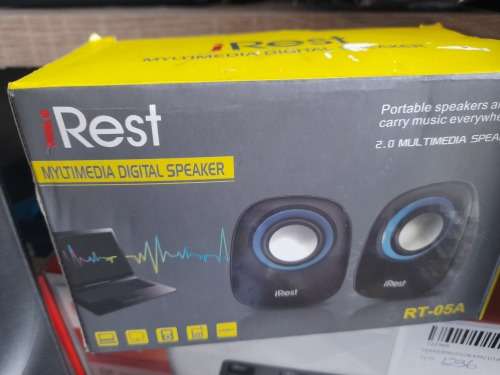 iRest
MYLTIMEDIA DIGITAL SPEAKER
iRest
MYLTIMEDIA DIGITAL SPEAKER
Portable speakers
carry music everywhe
2.0 MULTIMEDIA SPEA
iRest
iRest
RT-05A
1286